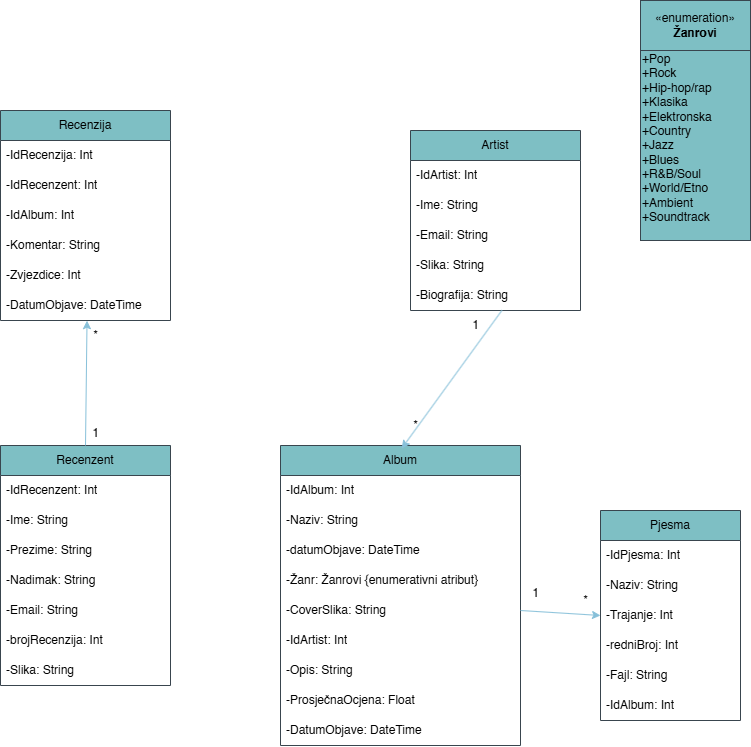 «enumeration»
Žanrovi
+Pop
+Rock
+Hip-hop/rap
+Klasika
+Elektronska
+Country
+Jazz
+Blues
+R&B/Soul
+World/Etno
+Ambient
+Soundtrack
Recenzija
-IdRecenzija: Int
-IdRecenzent: Int
-IdAlbum: Int
-Komentar: String
-Zvjezdice: Int
-DatumObjave: DateTime
*
1
Artist
-IdArtist: Int
-Ime: String
-Email: String
-Slika: String
-Biografija: String
1
*
Recenzent
-IdRecenzent: Int
-Ime: String
-Prezime: String
-Nadimak: String
-Email: String
-brojRecenzija: Int
-Slika: String
Album
-IdAlbum: Int
-Naziv: String
-datumObjave: DateTime
-Žanr: Žanrovi {enumerativni atribut}
-CoverSlika: String
-IdArtist: Int
-Opis: String
-ProsječnaOcjena: Float
-DatumObjave: DateTime
1
*
Pjesma
-IdPjesma: Int
-Naziv: String
-Trajanje: Int
-redniBroj: Int
-Fajl: String
-IdAlbum: Int